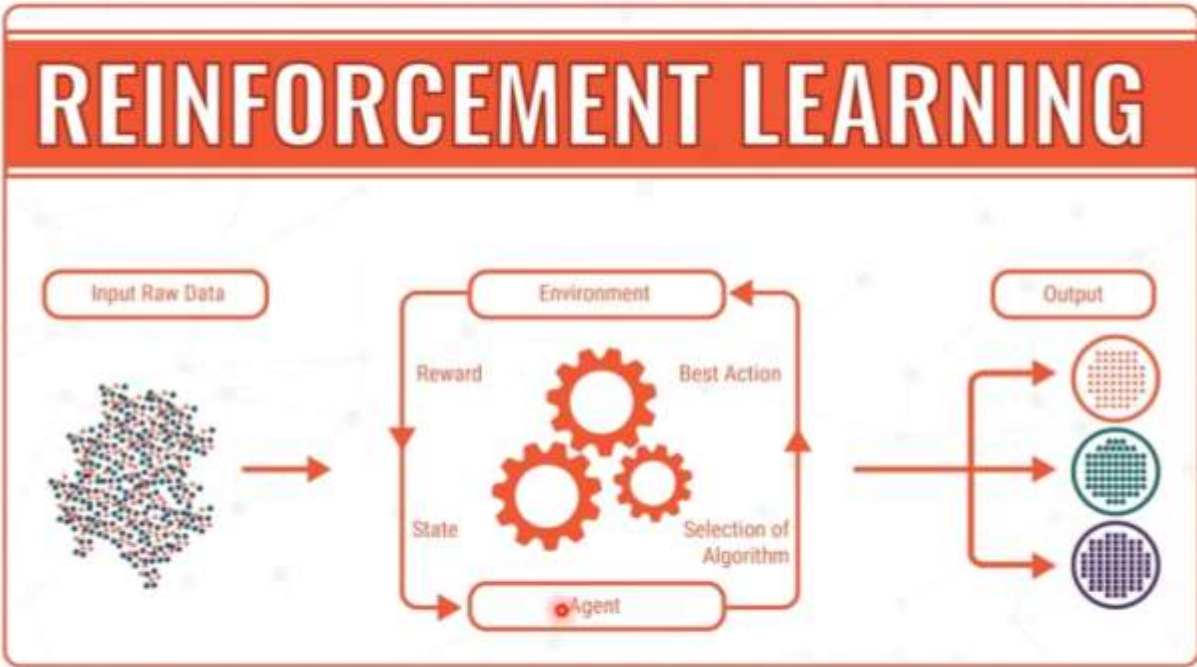 REINFORCEMENT LEARNING
Input Raw Data
Environment
Output
Reward
Best Action
State
Selection of
Algorithm
Agent